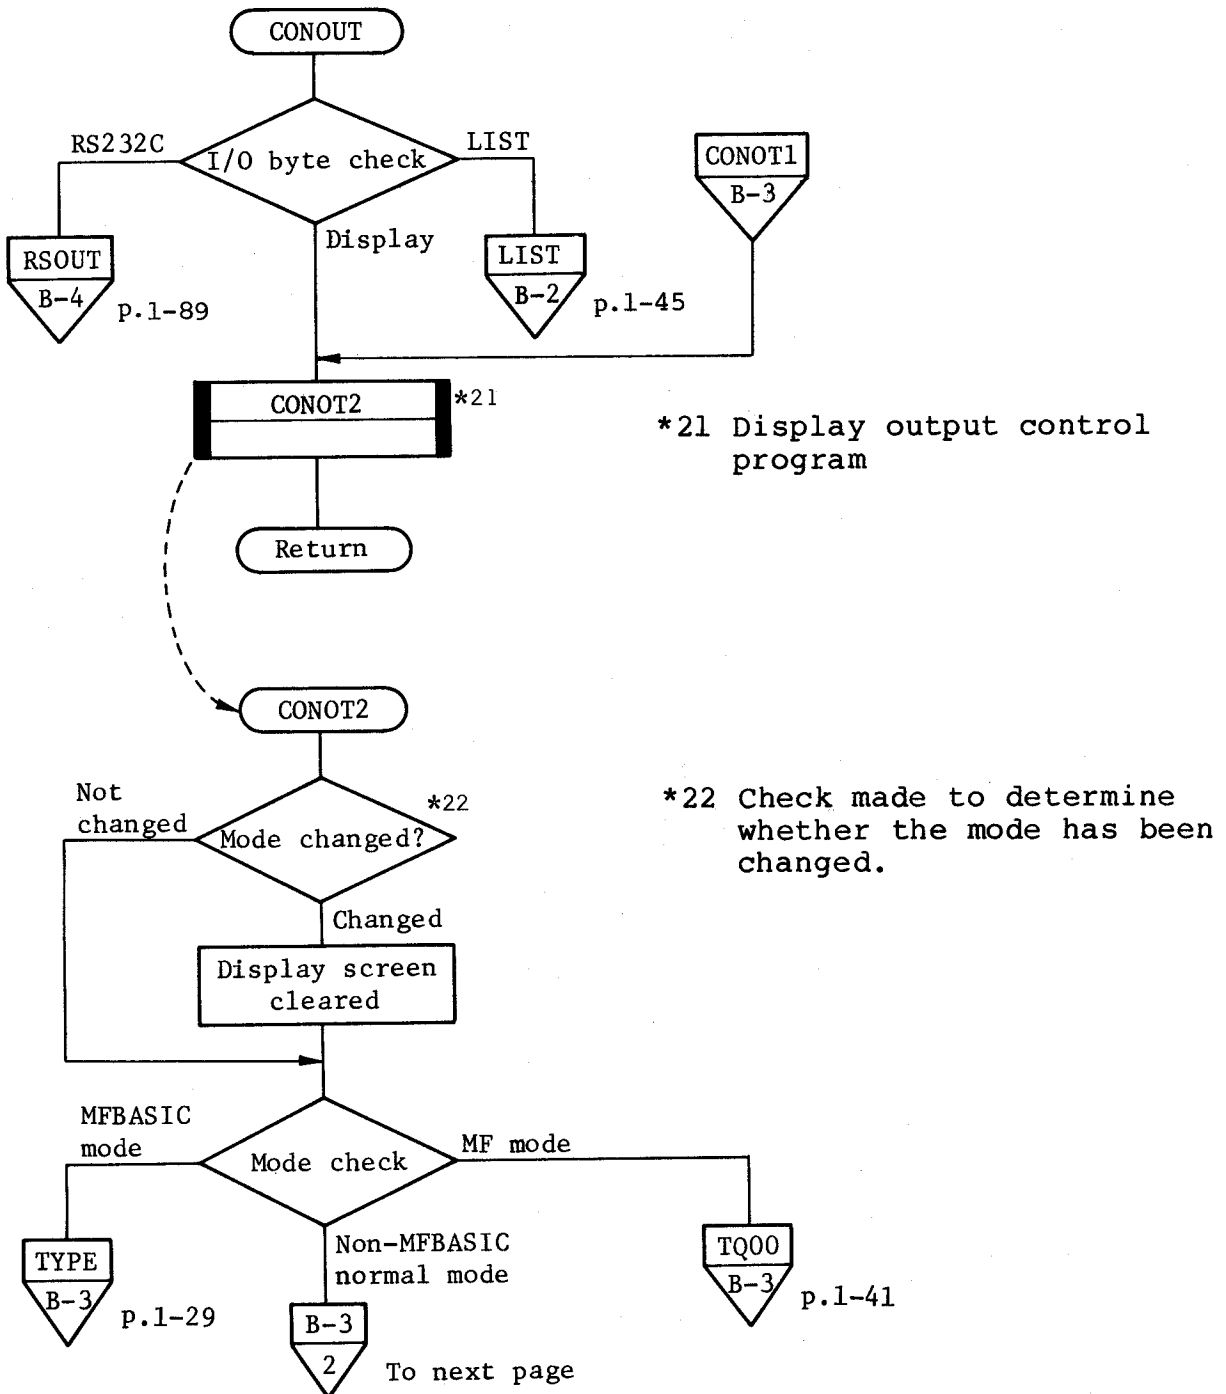 CONOUT
RS232C
I/O byte check
LIST
CONOT1
B-3
Display
RSOUT
B-4
p.1-89
LIST
B-2
p.1-45
CONOT2
*21
*21 Display output control
program
Return
CONOT2
Not
changed
*22
Mode changed?
*22 Check made to determine
whether the mode has been
changed.
Changed
Display screen
cleared
MFBASIC
mode
Mode check
MF mode
Non-MFBASIC
normal mode
TYPE
B-3
p.1-29
TQ00
B-3
p.1-41
B-3
2
To next page